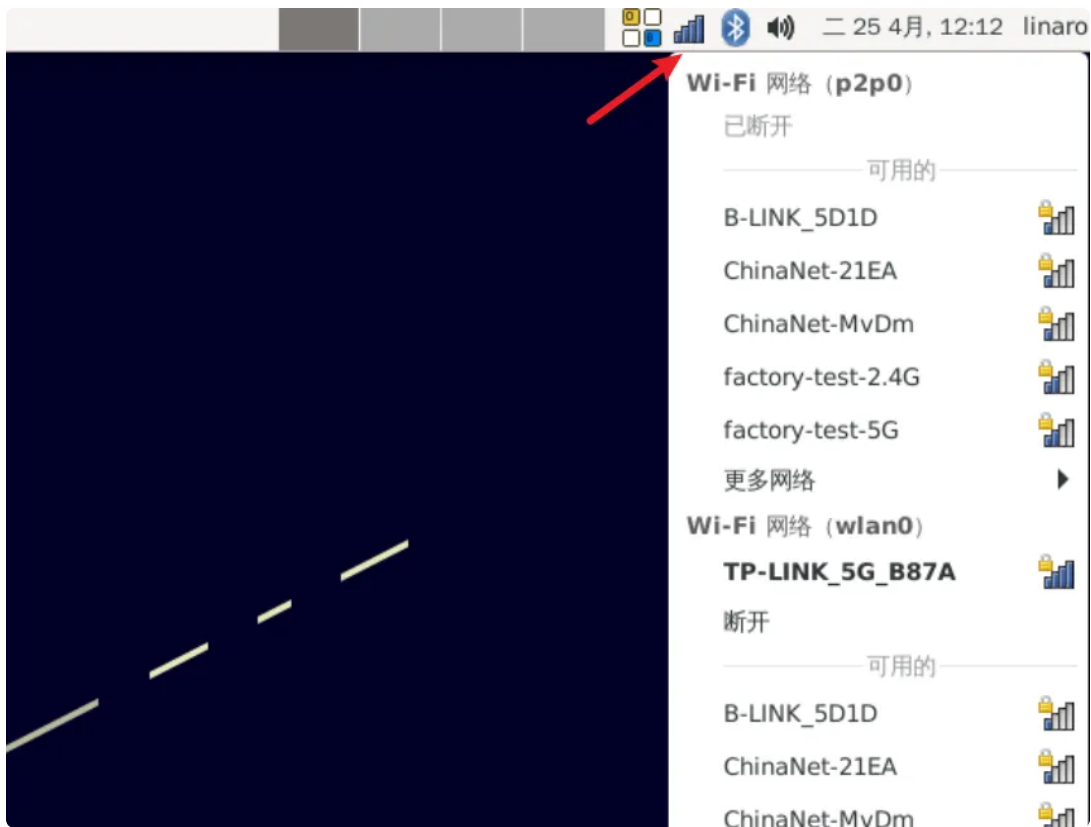 二 25 4月, 12:12 linaro
Wi-Fi 网络（p2p0）
已断开
可用的
B-LINK_5D1D
ChinaNet-21EA
ChinaNet-MvDm
factory-test-2.4G
factory-test-5G
更多网络
Wi-Fi 网络（wlan0）
TP-LINK_5G_B87A
断开
可用的
B-LINK_5D1D
ChinaNet-21EA
ChinaNet-MvDm